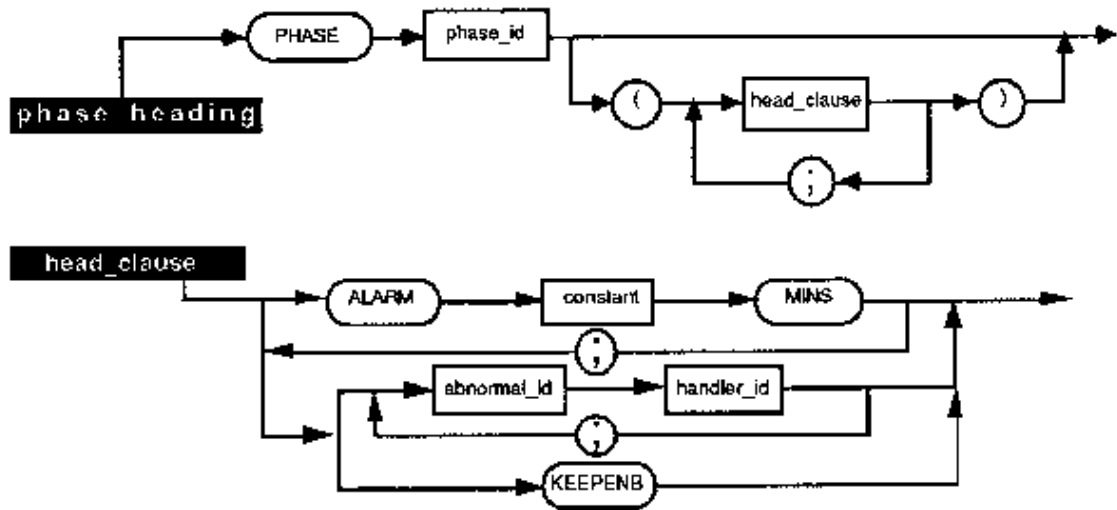 PHASE phase_id
phase heading ( head_clause )
;
head_clause
ALARM constant MINS
;
abnormal_id handler_id
;
KEEPENB